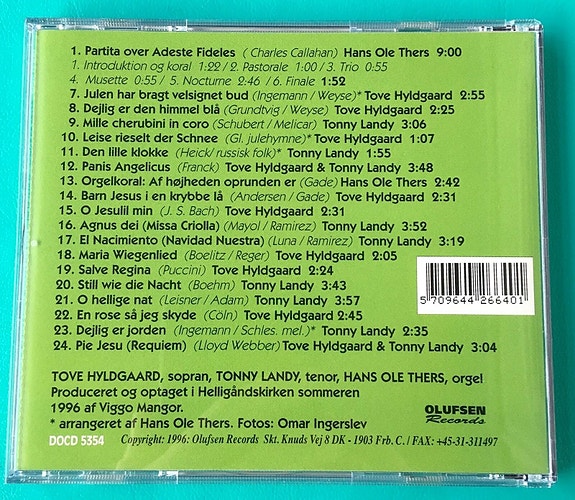 1. Partita over Adeste Fideles (Charles Callahan) Hans Ole Thers 9:00
1. Introduktion og koral 1:22 / 2. Pastorale 1:00 / 3. Trio 0:55
4. Musette 0:55 / 5. Nocturne 2:46 / 6. Finale 1:52
7. Julen har bragt velsignet bud (Ingemann / Weyse)* Tove Hyldgaard 2:55
8. Dejlig er den himmel blå (Grundtvig / Weyse) Tove Hyldgaard 2:25
9. Mille cherubini in coro (Schubert / Melicar) Tonny Landy 3:06
10. Leise rieselt der Schnee (Gl. julehymne)* Tove Hyldgaard 1:07
11. Den lille klokke (Heick/ russisk folk)* Tonny Landy 1:55
12. Panis Angelicus (Franck) Tove Hyldgaard & Tonny Landy 3:48
13. Orgelkoral: Af højheden oprunden er (Gade) Hans Ole Thers 2:42
14. Barn Jesus i en krybbe lå (Andersen / Gade) Tove Hyldgaard 2:31
15. O Jesulil min (J. S. Bach) Tove Hyldgaard 2:31
16. Agnus dei (Missa Criolla) (Mayol / Ramirez) Tonny Landy 3:52
17. El Nacimiento (Navidad Nuestra) (Luna / Ramirez) Tonny Landy 3:19
18. Maria Wiegenlied (Boelitz / Reger) Tove Hyldgaard 2:05
19. Salve Regina (Puccini) Tove Hyldgaard 2:24
20. Still wie die Nacht (Boehm) Tonny Landy 3:43
21. O hellige nat (Leisner / Adam) Tonny Landy 3:57
22. En rose så jeg skyde (Cöln) Tove Hyldgaard 2:45
23. Dejlig er jorden (Ingemann / Schles. mel.)* Tonny Landy 2:35
24. Pie Jesu (Requiem) (Lloyd Webber) Tove Hyldgaard & Tonny Landy 3:04
5 709644 266401
TOVE HYLDGAARD, sopran, TONNY LANDY, tenor, HANS OLE THERS, orgel
Produceret og optaget i Helligåndskirken sommeren
1996 af Viggo Mangor.
* arrangeret af Hans Ole Thers. Fotos: Omar Ingerslev
OLUFSEN
Records
DOCD 5354
Copyright: 1996: Olufsen Records Skt. Knuds Vej 8 DK - 1903 Frb. C. / FAX: +45-31-311497